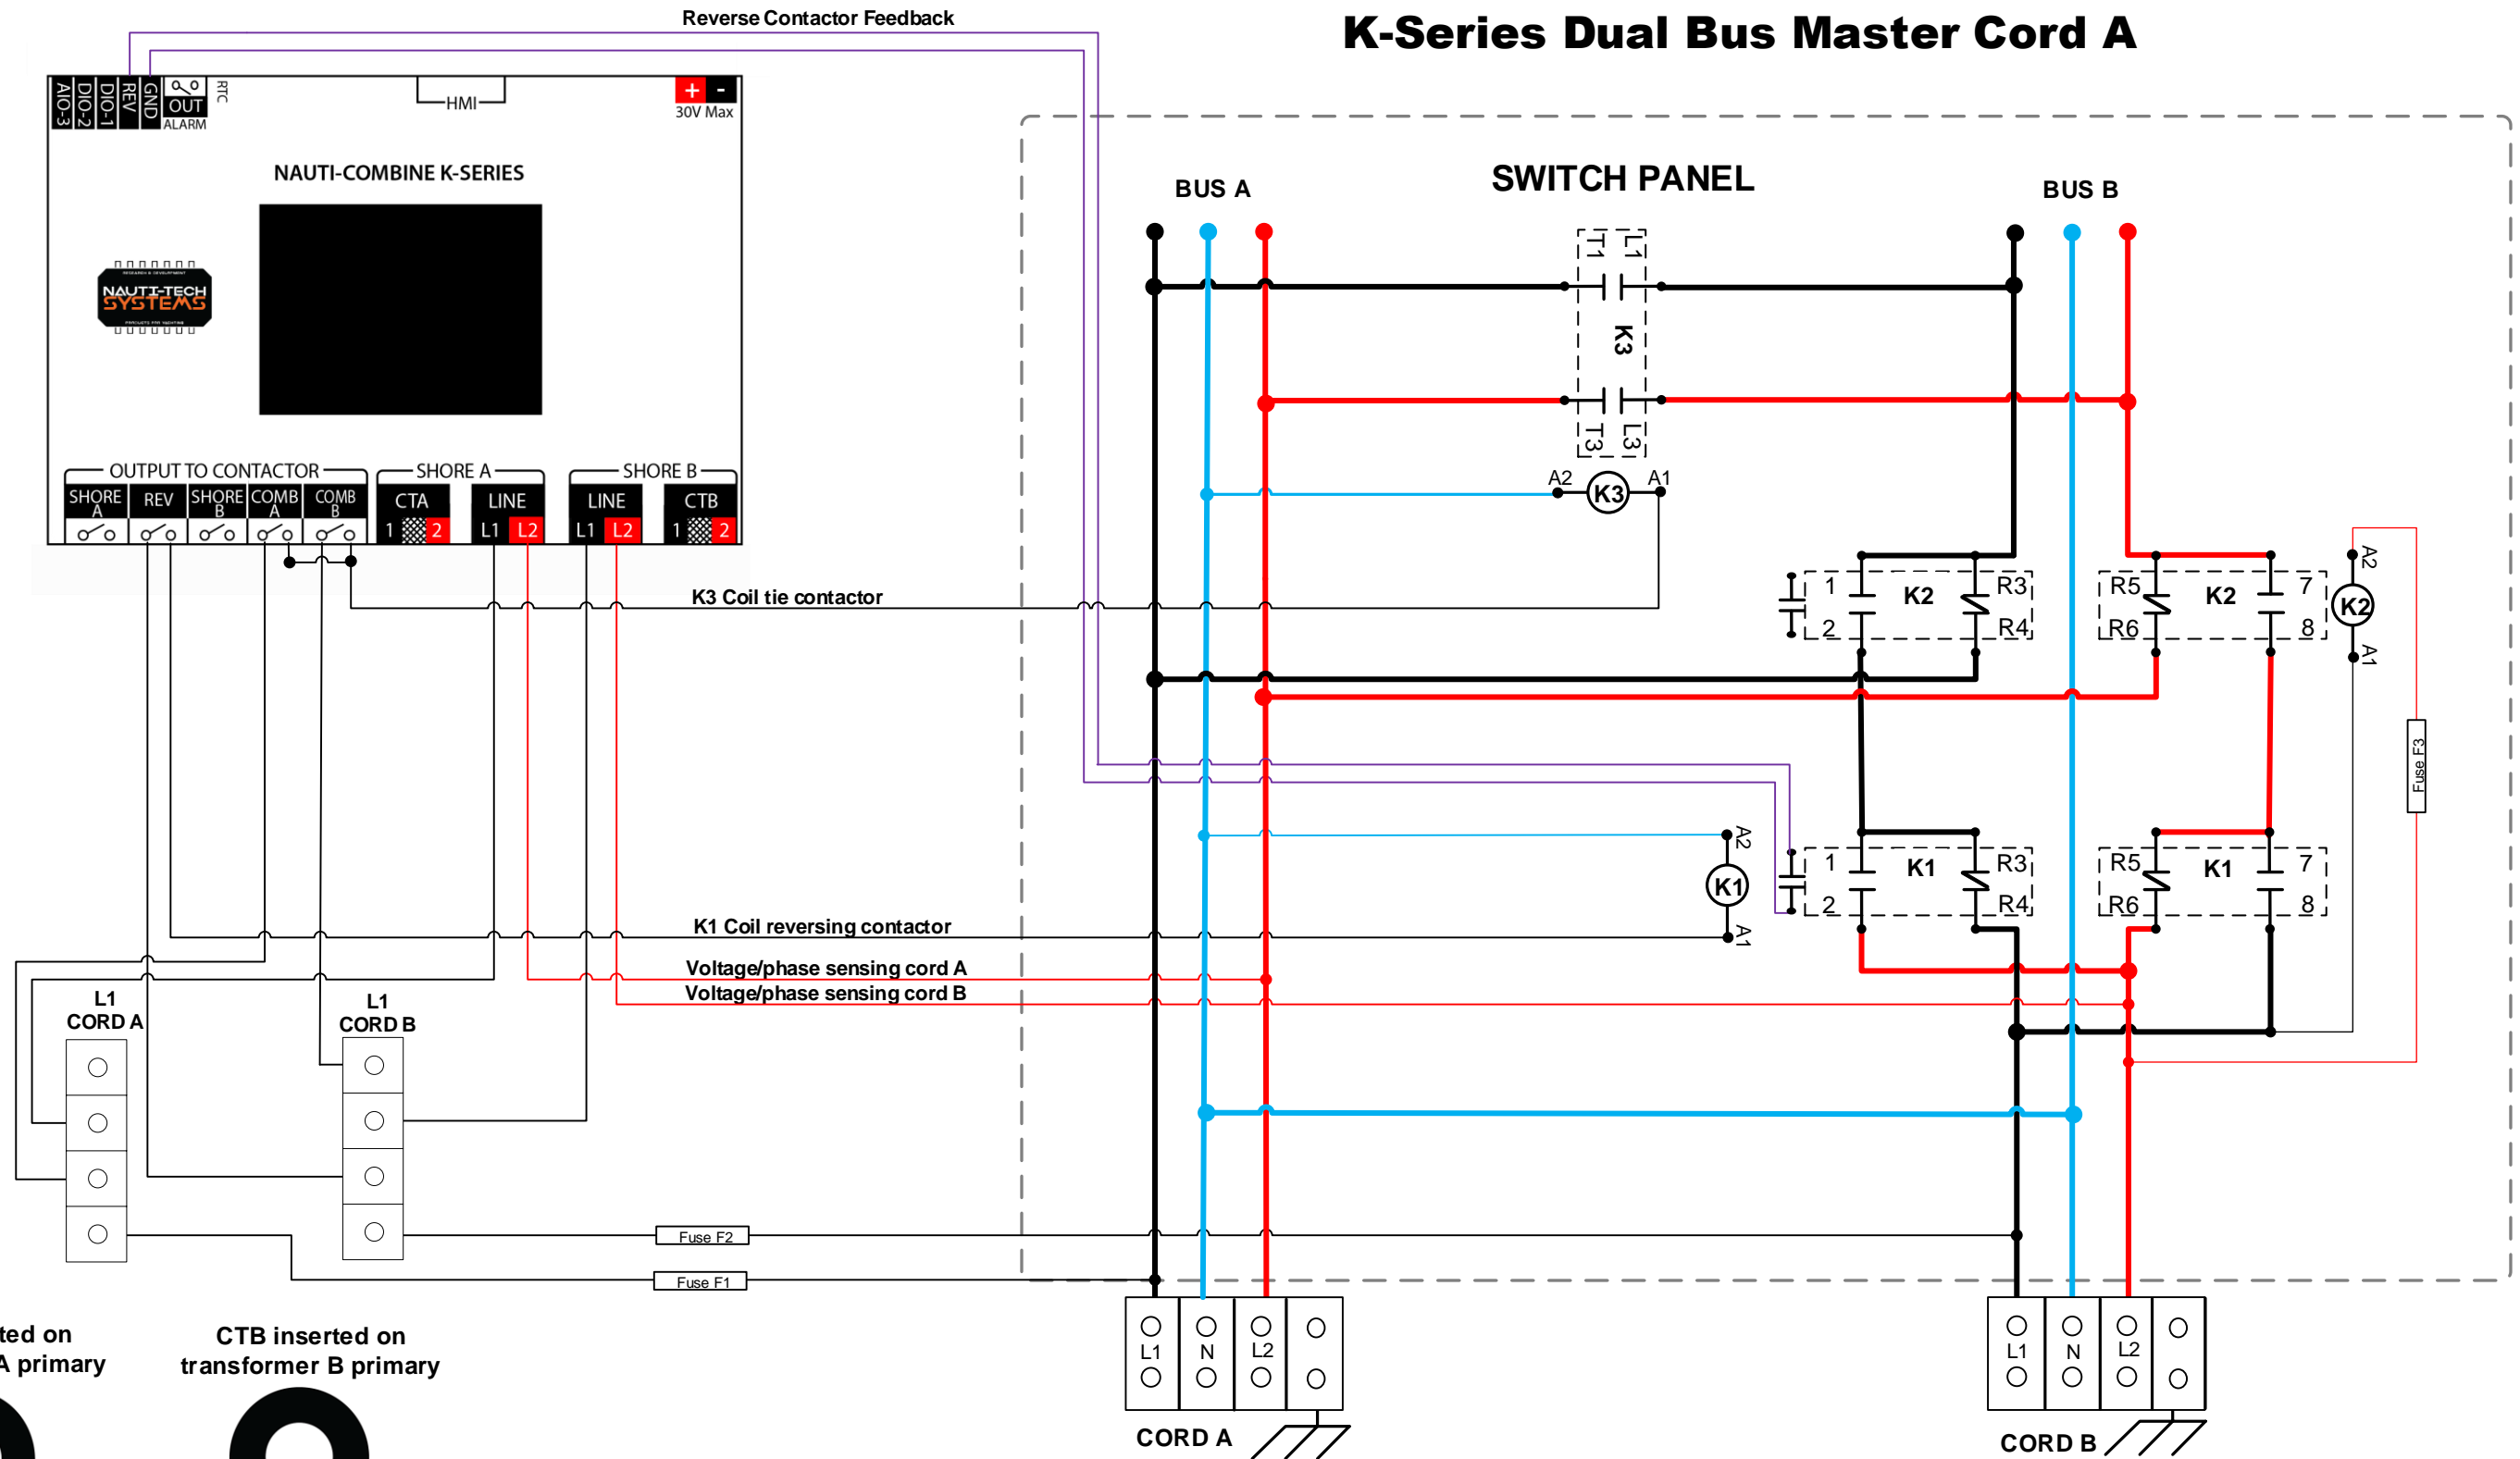 Reverse Contactor Feedback
K-Series Dual Bus Master Cord A
AIO-3
DIO-2
DIO-1
REV
GND
OUT
ALARM
RTC
HMI
+ -
30V Max
NAUTI-COMBINE K-SERIES
RESEARCH & DEVELOPMENT
NAUTI-TECH
SYSTEMS
PRODUCTS FOR YACHTING
OUTPUT TO CONTACTOR
SHORE A
SHORE B
SHORE A
REV
SHORE B
COMB A
COMB B
CTA
LINE
LINE
CTB
1 2
L1 L2
L1 L2
1 2
SWITCH PANEL
BUS A
BUS B
T1 L1
K3
T3 L3
A2 K3 A1
K3 Coil tie contactor
1 K2 R3
2 R4
R5 K2 7
R6 8
A2
K2
A1
Fuse F3
A2
K1
A1
1 K1 R3
2 R4
R5 K1 7
R6 8
K1 Coil reversing contactor
Voltage/phase sensing cord A
Voltage/phase sensing cord B
L1
CORD A
L1
CORD B
Fuse F2
Fuse F1
L1 N L2
CORD A
L1 N L2
CORD B
ted on
A primary
CTB inserted on
transformer B primary